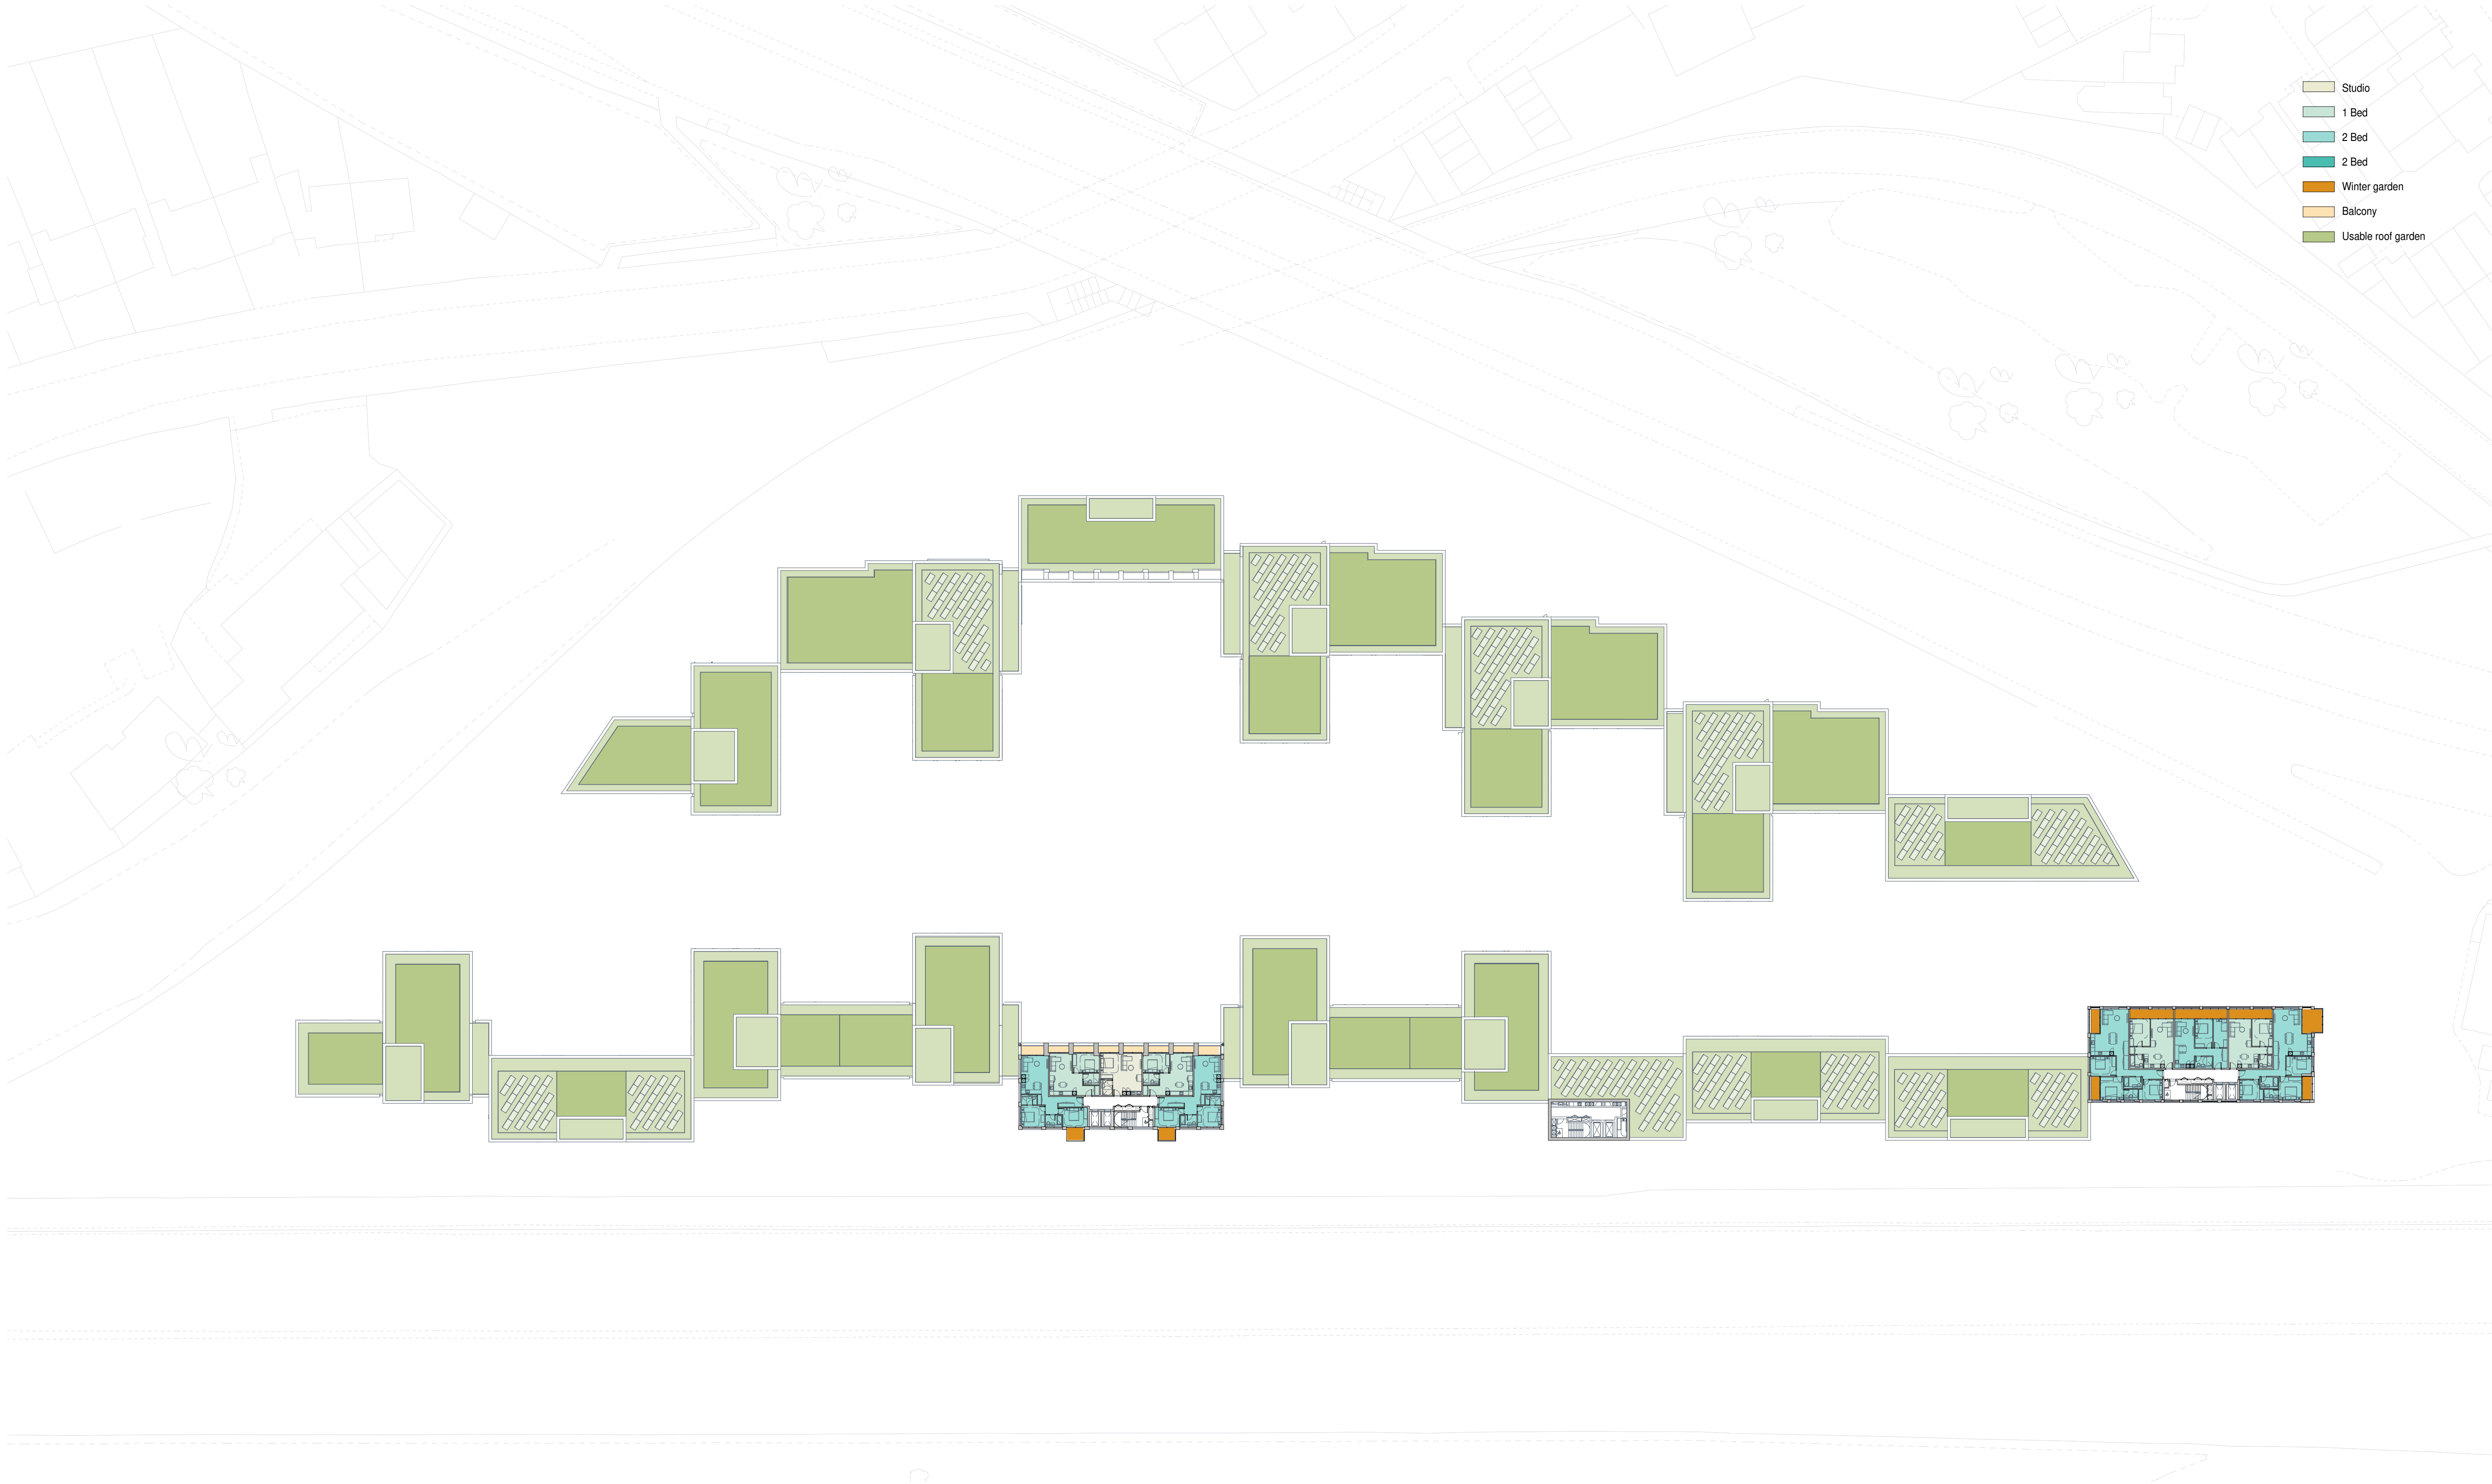 Studio
1 Bed
2 Bed
2 Bed
Winter garden
Balcony
Usable roof garden